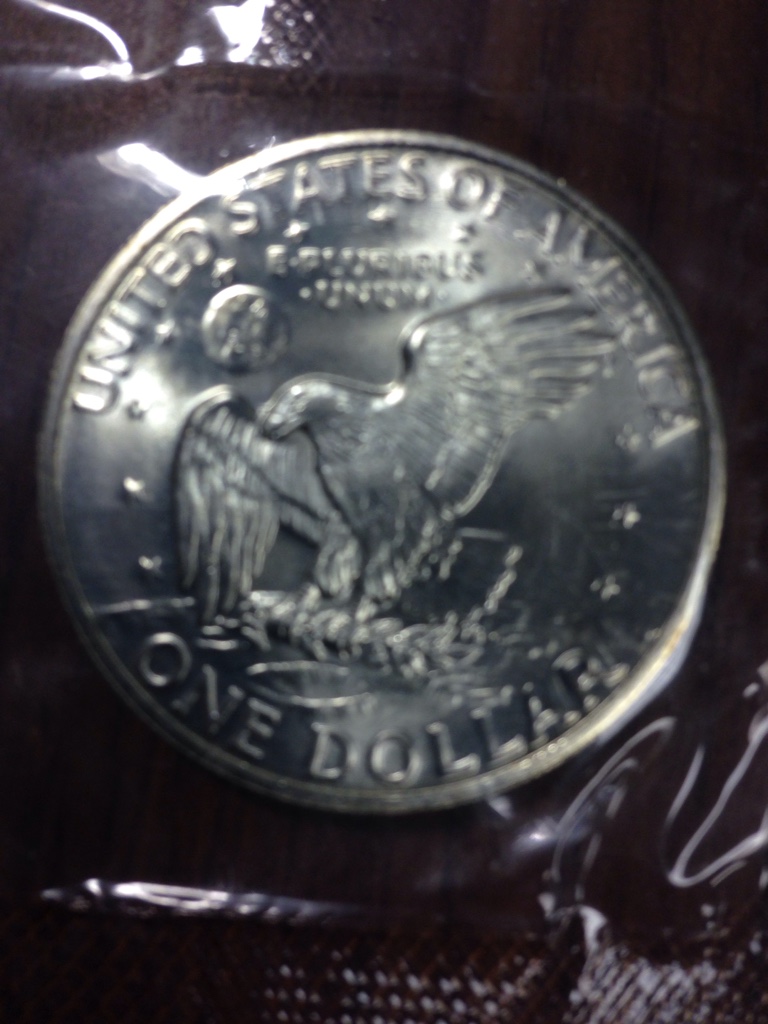 UNITED STATES OF AMERICA
E·PLURIBUS
·UNUM·
ONE DOLLAR